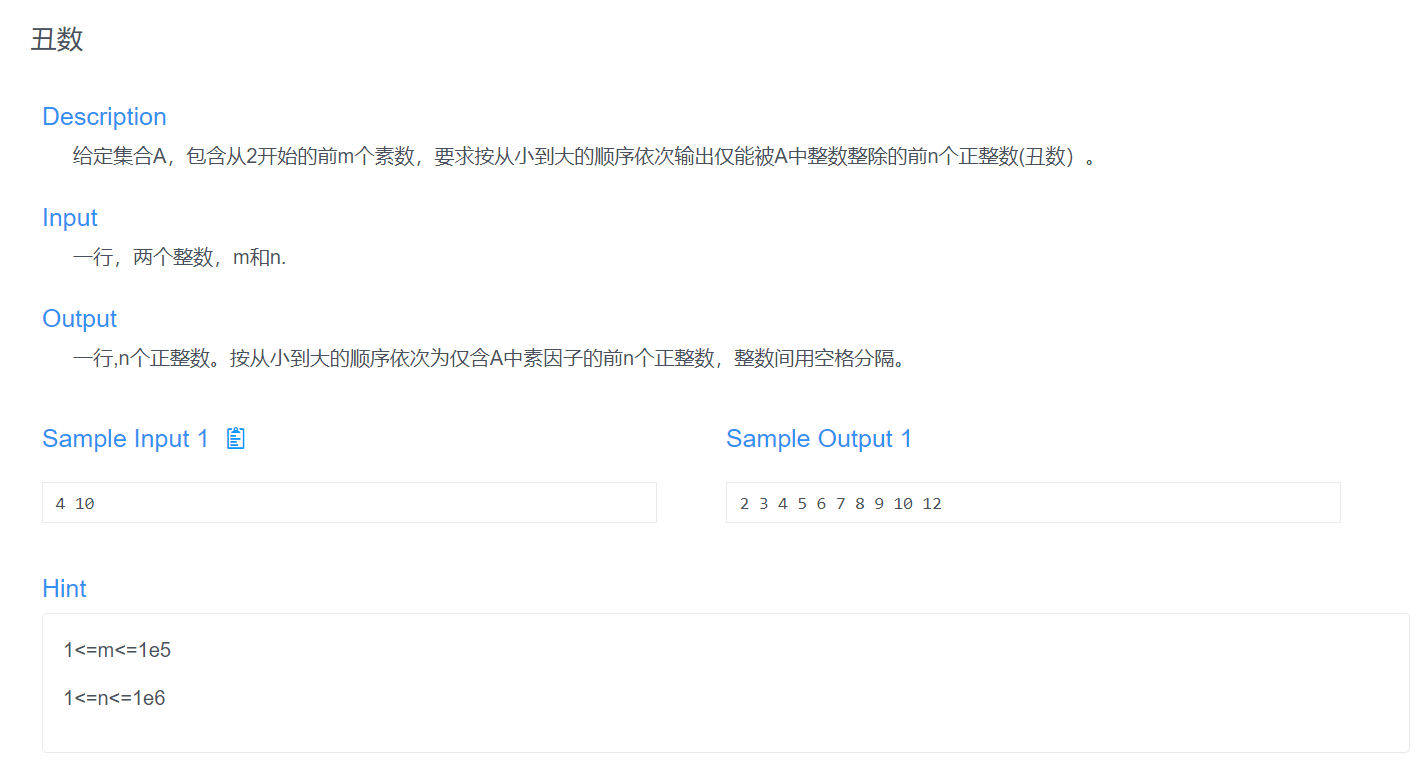 丑数
Description
给定集合A，包含从2开始的前m个素数，要求按从小到大的顺序依次输出仅能被A中整数整除的前n个正整数(丑数）。
Input
一行，两个整数，m和n.
Output
一行,n个正整数。按从小到大的顺序依次为仅含A中素因子的前n个正整数，整数间用空格分隔。
Sample Input 1
Sample Output 1
4 10
2 3 4 5 6 7 8 9 10 12
Hint
1<=m<=1e5
1<=n<=1e6